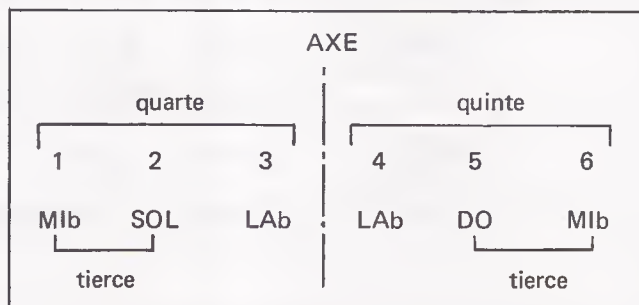 AXE
quarte quinte
1 2 3 4 5 6
MIb SOL LAb LAb DO MIb
tierce tierce